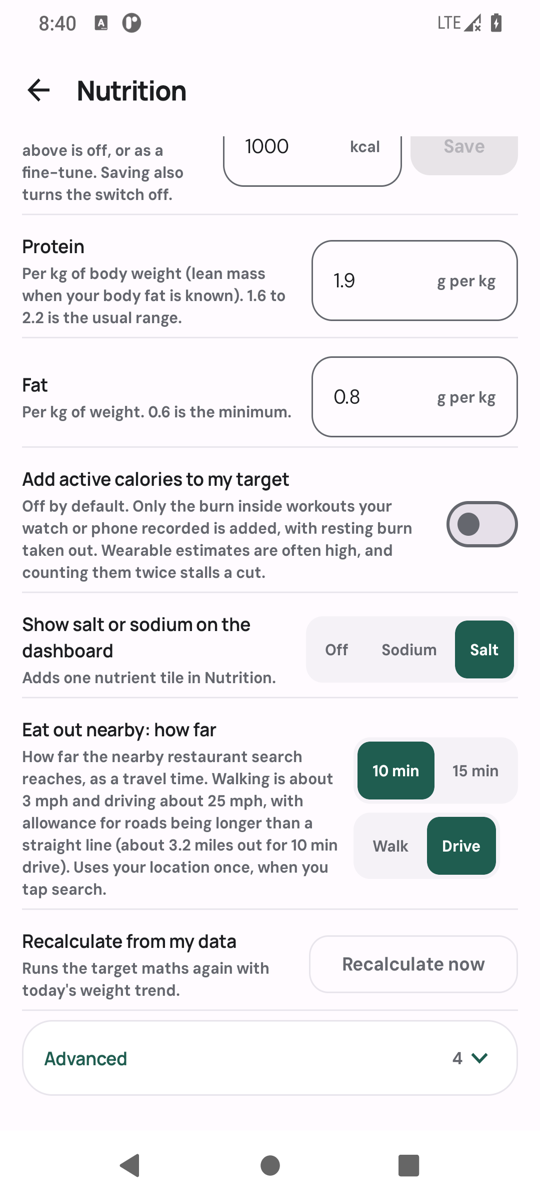 8:40
LTE
Nutrition
above is off, or as a
fine-tune. Saving also
turns the switch off.
1000 kcal
Save
Protein
Per kg of body weight (lean mass
when your body fat is known). 1.6 to
2.2 is the usual range.
1.9 g per kg
Fat
Per kg of weight. 0.6 is the minimum.
0.8 g per kg
Add active calories to my target
Off by default. Only the burn inside workouts your
watch or phone recorded is added, with resting burn
taken out. Wearable estimates are often high, and
counting them twice stalls a cut.
Show salt or sodium on the
dashboard
Adds one nutrient tile in Nutrition.
Off Sodium Salt
Eat out nearby: how far
How far the nearby restaurant search
reaches, as a travel time. Walking is about
3 mph and driving about 25 mph, with
allowance for roads being longer than a
straight line (about 3.2 miles out for 10 min
drive). Uses your location once, when you
tap search.
10 min 15 min
Walk Drive
Recalculate from my data
Runs the target maths again with
today's weight trend.
Recalculate now
Advanced 4